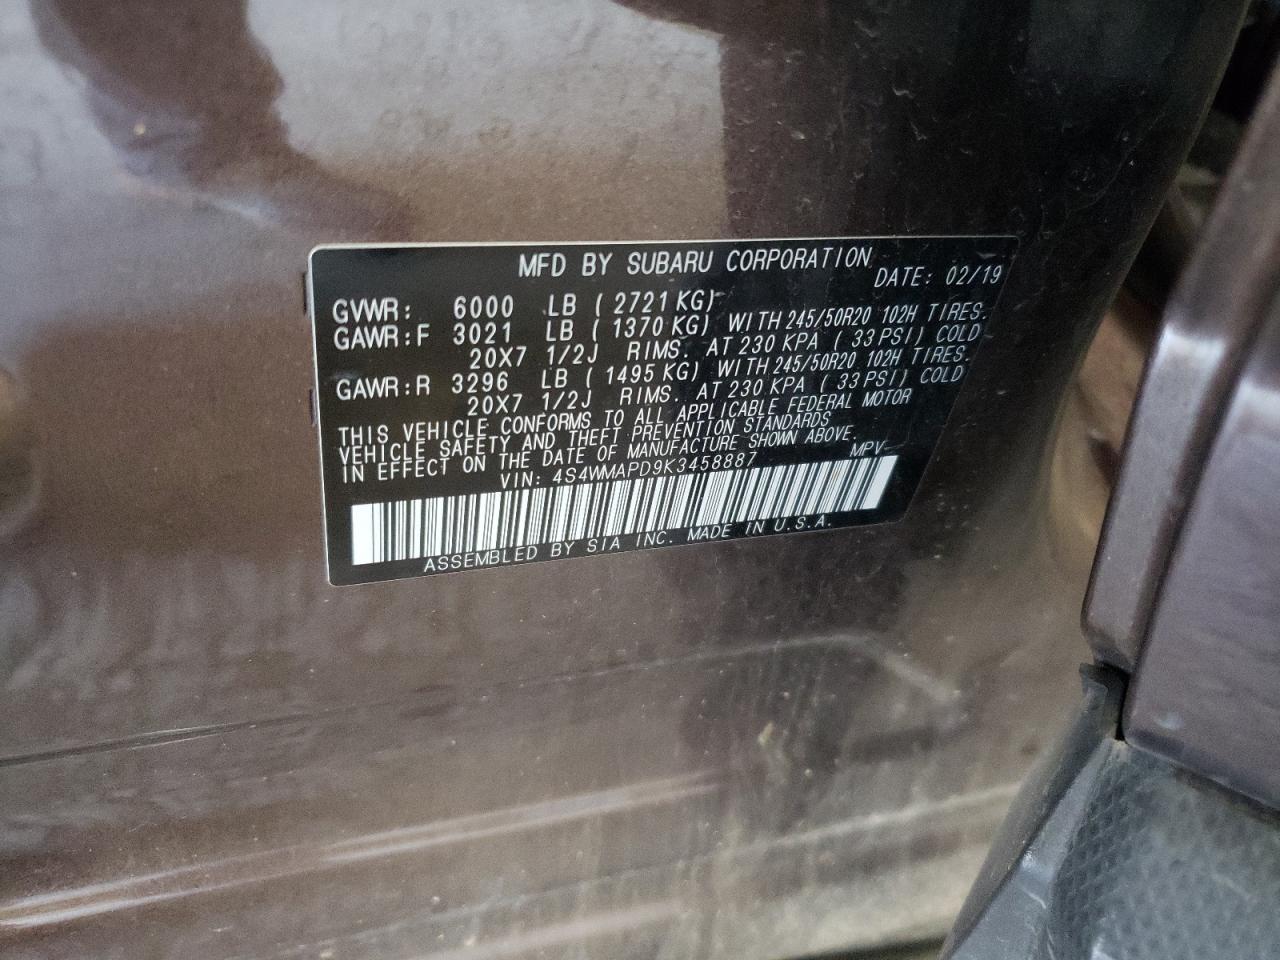 MFD BY SUBARU CORPORATION DATE: 02/19
GVWR: 6000 LB ( 2721 KG)
GAWR:F 3021 LB ( 1370 KG) WITH 245/50R20 102H TIRES.
20X7 1/2J RIMS. AT 230 KPA ( 33 PSI) COLD
GAWR:R 3296 LB ( 1495 KG) WITH 245/50R20 102H TIRES.
20X7 1/2J RIMS. AT 230 KPA ( 33 PSI) COLD
THIS VEHICLE CONFORMS TO ALL APPLICABLE FEDERAL MOTOR
VEHICLE SAFETY AND THEFT PREVENTION STANDARDS
IN EFFECT ON THE DATE OF MANUFACTURE SHOWN ABOVE.
VIN: 4S4WMAPD9K3458887 MPV
ASSEMBLED BY SIA INC. MADE IN U.S.A.